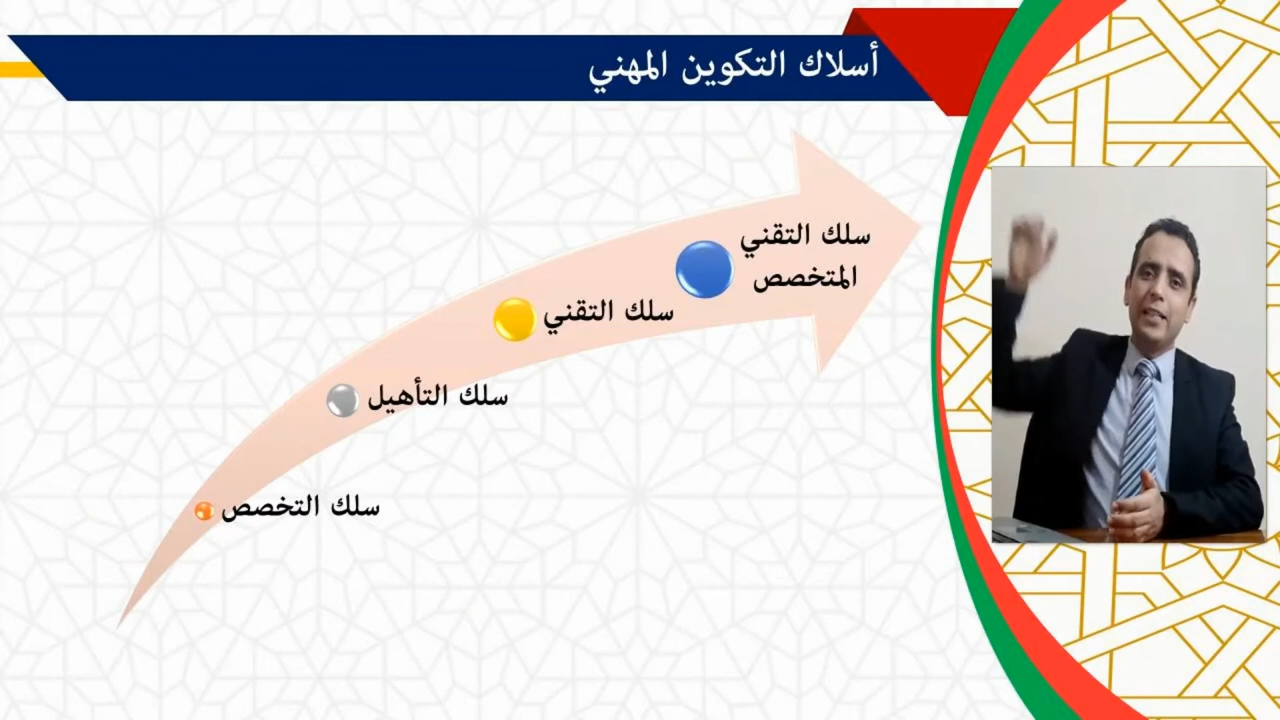 أسلاك التكوين المهني
سلك التقني
المتخصص
سلك التقني
سلك التأهيل
سلك التخصص